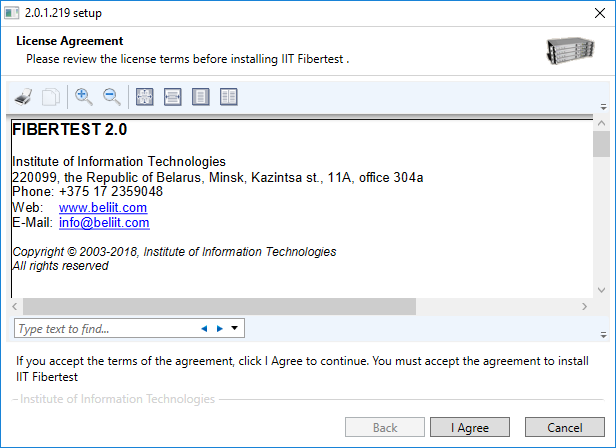 2.0.1.219 setup
License Agreement
Please review the license terms before installing IIT Fibertest .
FIBERTEST 2.0
Institute of Information Technologies
220099, the Republic of Belarus, Minsk, Kazintsa st., 11A, office 304a
Phone: +375 17 2359048
Web: www.beliit.com
E-Mail: info@beliit.com
Copyright © 2003-2018, Institute of Information Technologies
All rights reserved
Type text to find...
If you accept the terms of the agreement, click I Agree to continue. You must accept the agreement to install
IIT Fibertest
Institute of Information Technologies
Back I Agree Cancel